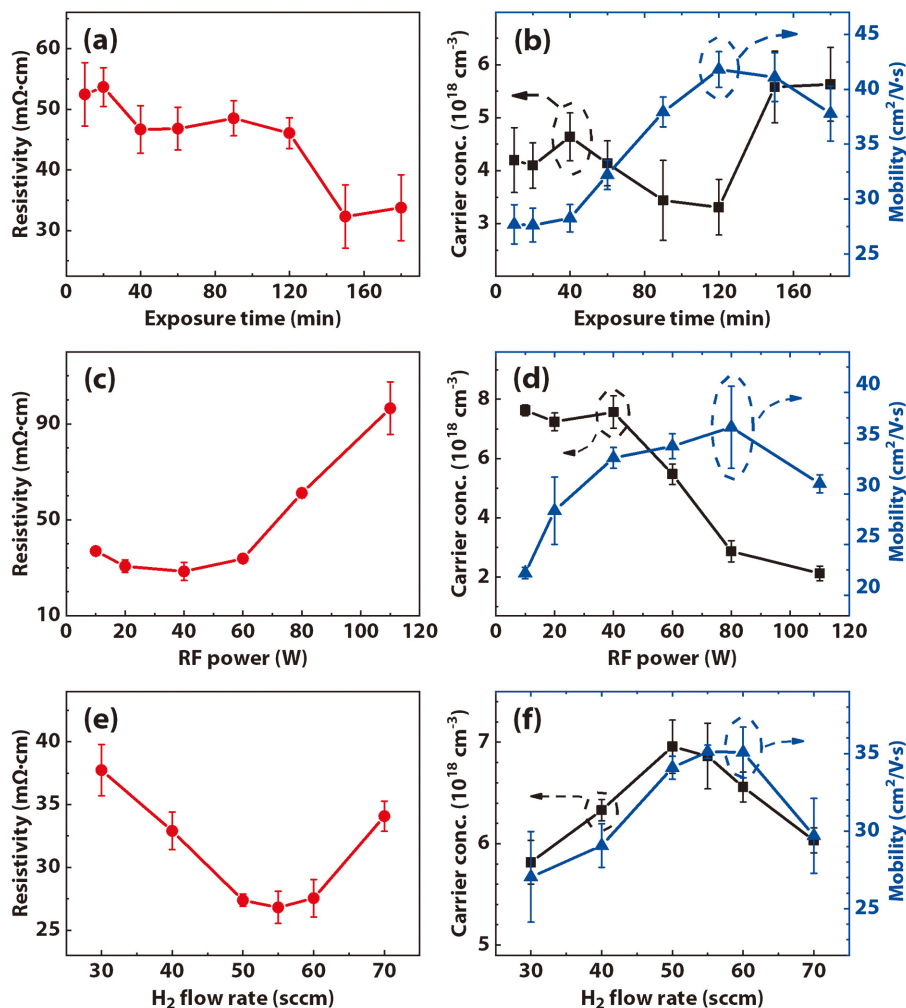 (a)
Resistivity (mΩ·cm)
60
50
40
30
0 40 80 120 160
Exposure time (min)
(b)
Carrier conc. (10¹⁸ cm⁻³)
6
5
4
3
45
40
35
30
25
Mobility (cm²/V·s)
0 40 80 120 160
Exposure time (min)
(c)
Resistivity (mΩ·cm)
90
50
10
0 20 40 60 80 100 120
RF power (W)
(d)
Carrier conc. (10¹⁸ cm⁻³)
8
6
4
2
40
35
30
25
20
Mobility (cm²/V·s)
0 20 40 60 80 100 120
RF power (W)
(e)
Resistivity (mΩ·cm)
40
35
30
25
30 40 50 60 70
H₂ flow rate (sccm)
(f)
Carrier conc. (10¹⁸ cm⁻³)
7
6
5
35
30
25
Mobility (cm²/V·s)
30 40 50 60 70
H₂ flow rate (sccm)